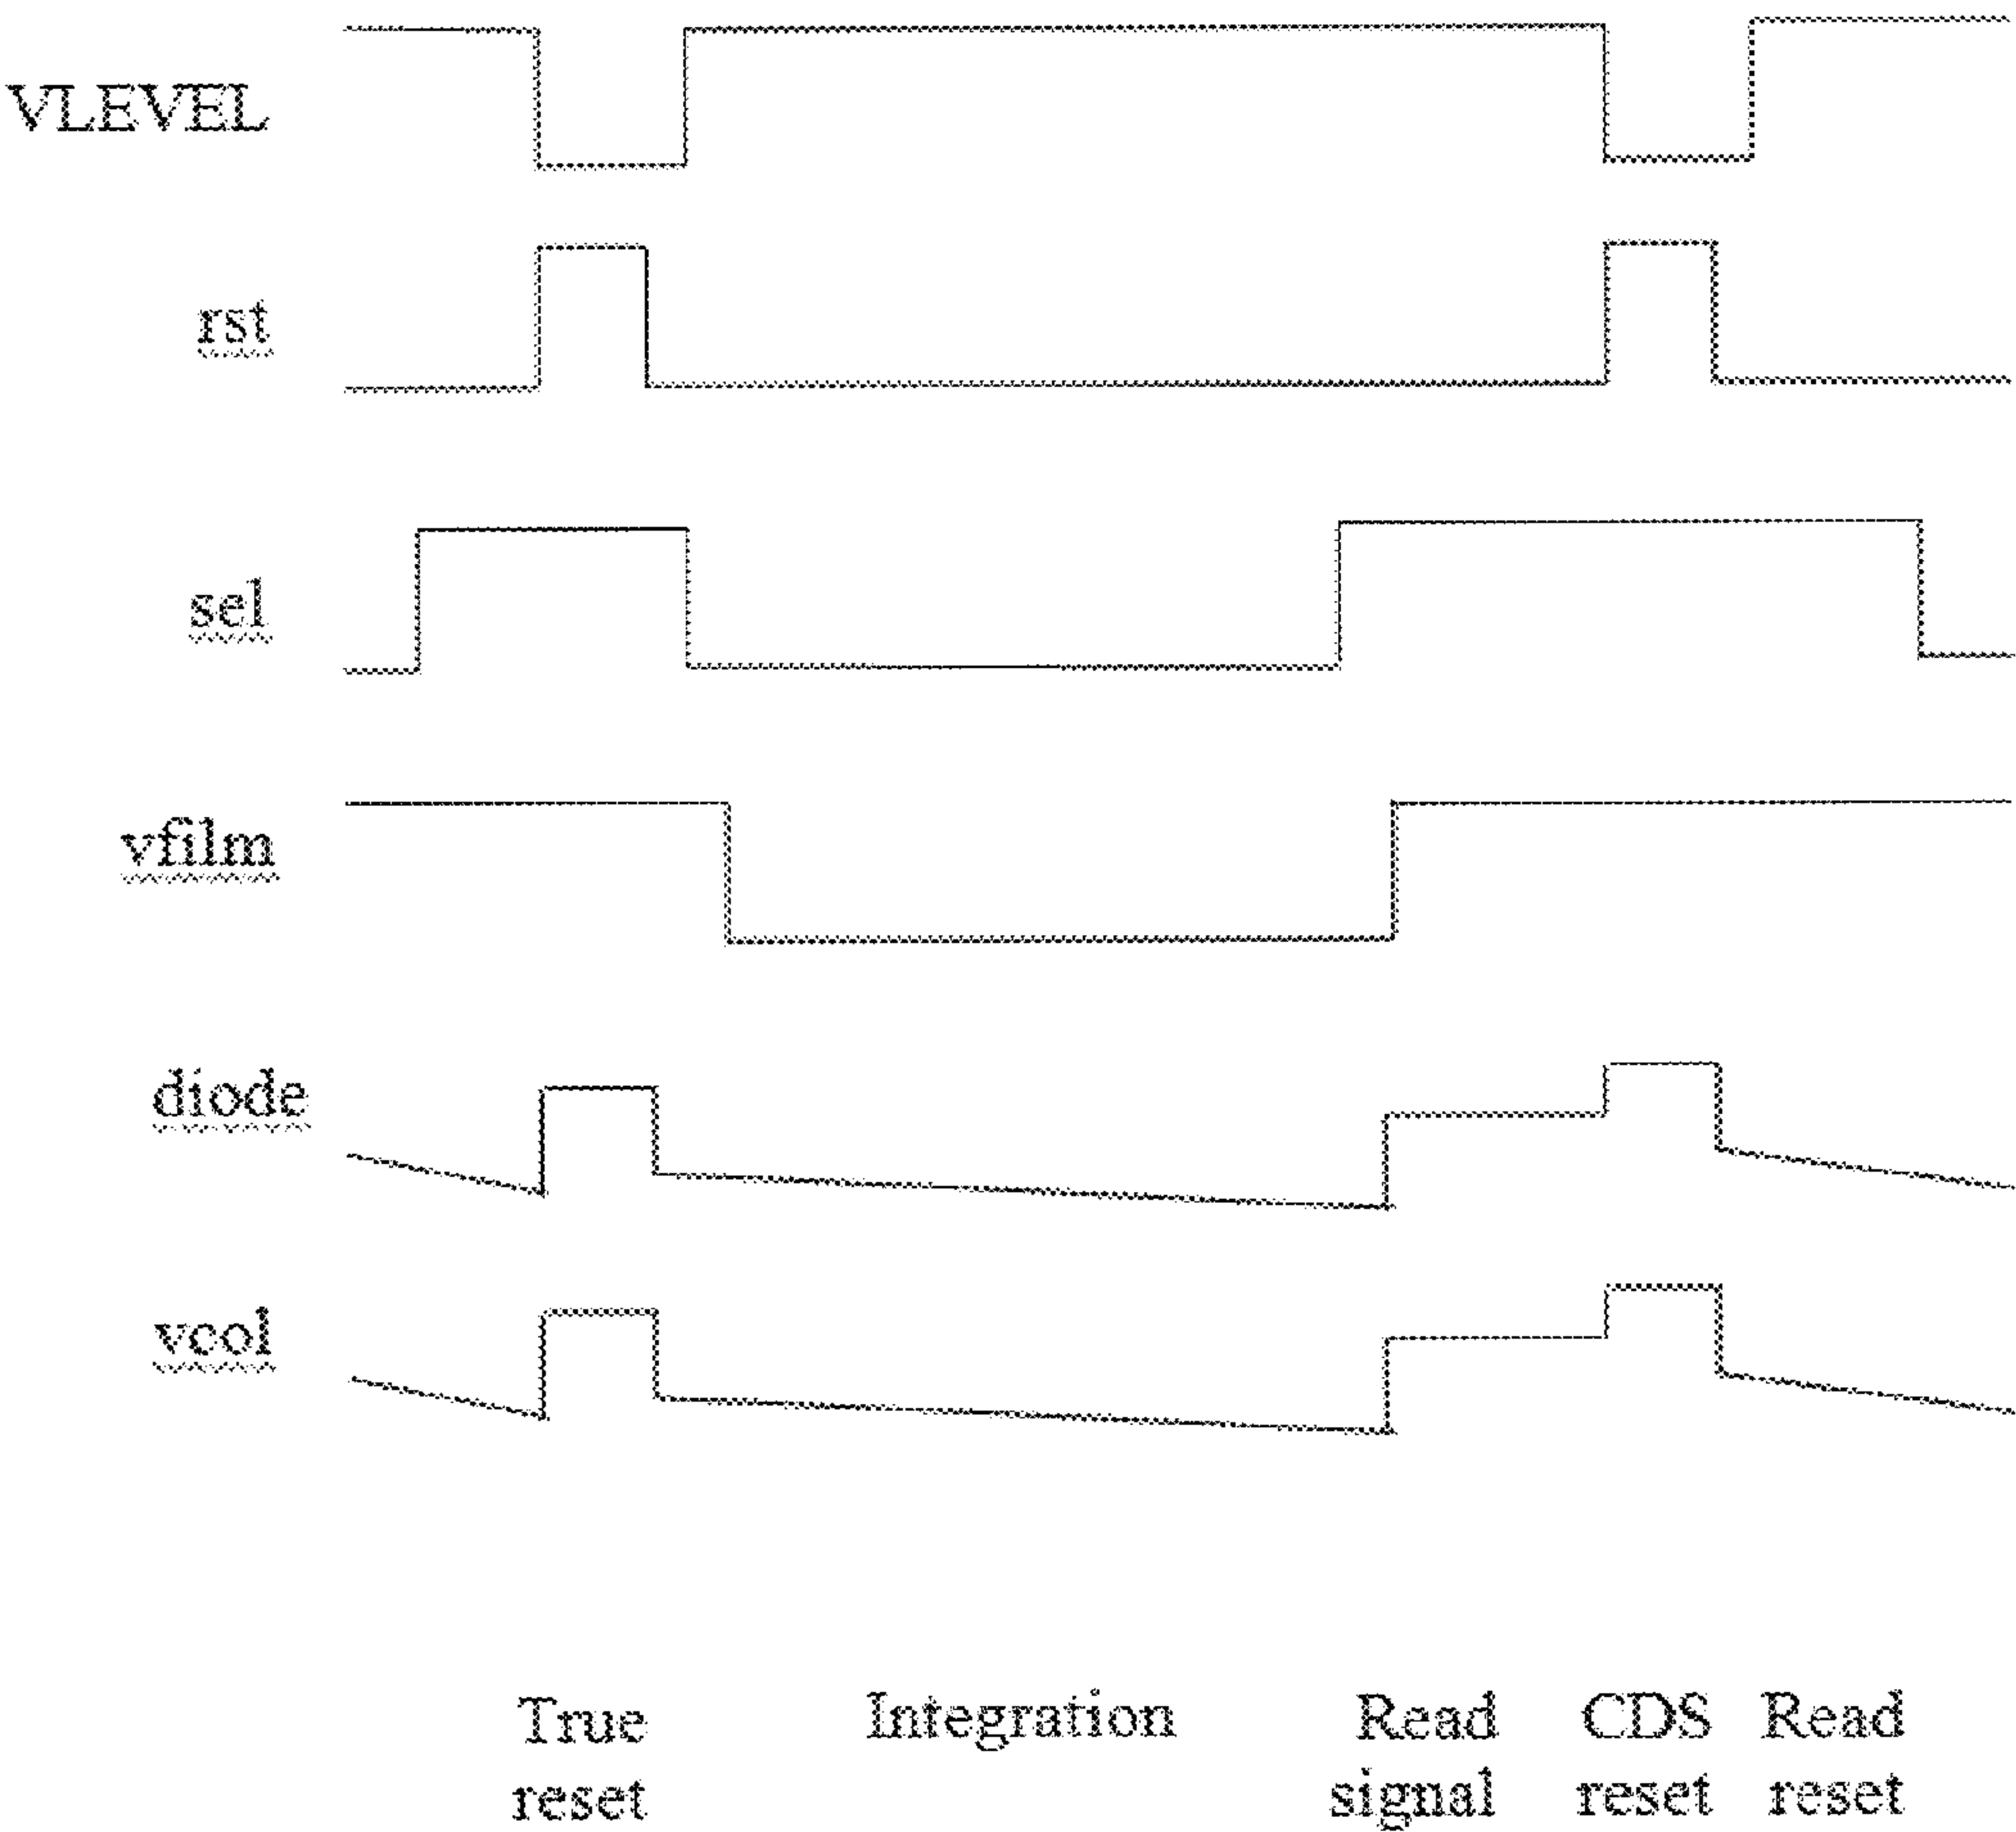 VLEVEL
rst
sel
vfilm
diode
vcol
True reset
Integration
Read signal
CDS reset
Read reset